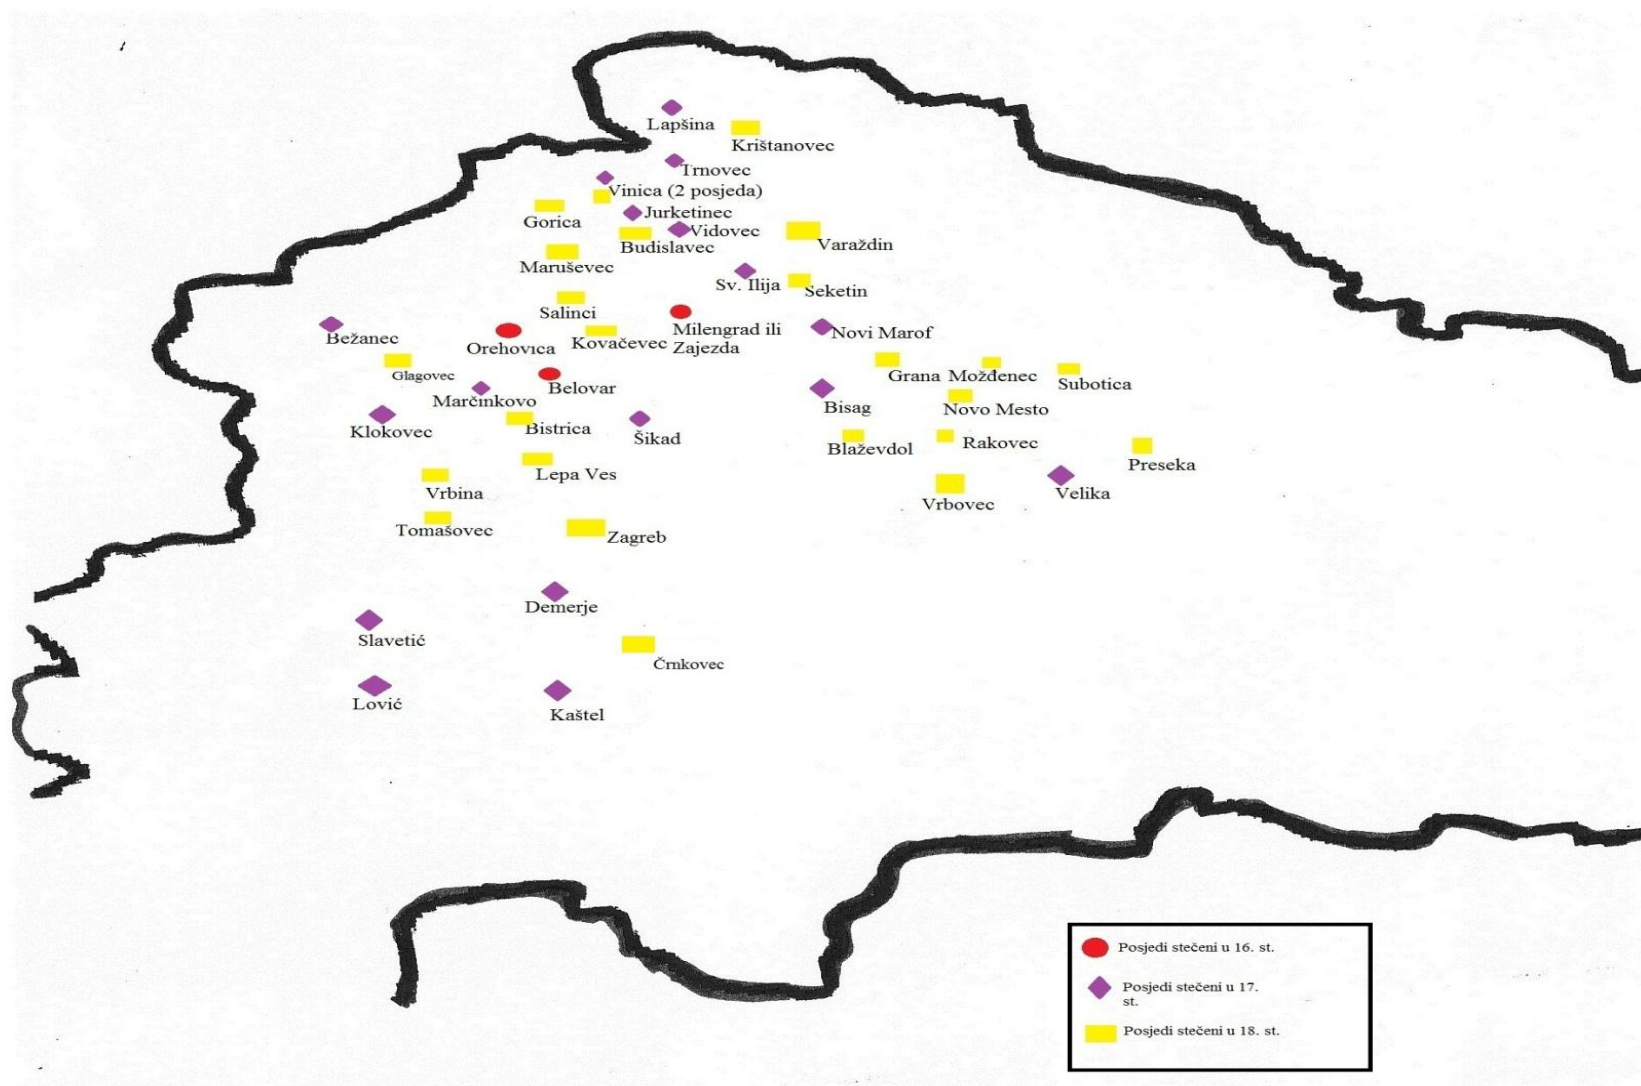 Lapšina
Krištanovec
Trnovec
Vinica (2 posjeda)
Gorica
Jurketinec
Vidovec
Budislavec
Varaždin
Maruševec
Sv. Ilija
Seketin
Salinci
Milengrad ili
Zajezda
Novi Marof
Bežanec
Orehovica
Kovačevec
Glagovec
Grana
Moždenec
Subotica
Belovar
Marčinkovo
Bisag
Novo Mesto
Klokovec
Bistrica
Šikad
Blaževdol
Rakovec
Preseka
Lepa Ves
Vrbina
Velika
Vrbovec
Tomašovec
Zagreb
Demerje
Slavetić
Črnkovec
Lović
Kaštel
Posjedi stečeni u 16. st.
Posjedi stečeni u 17.
st.
Posjedi stečeni u 18. st.